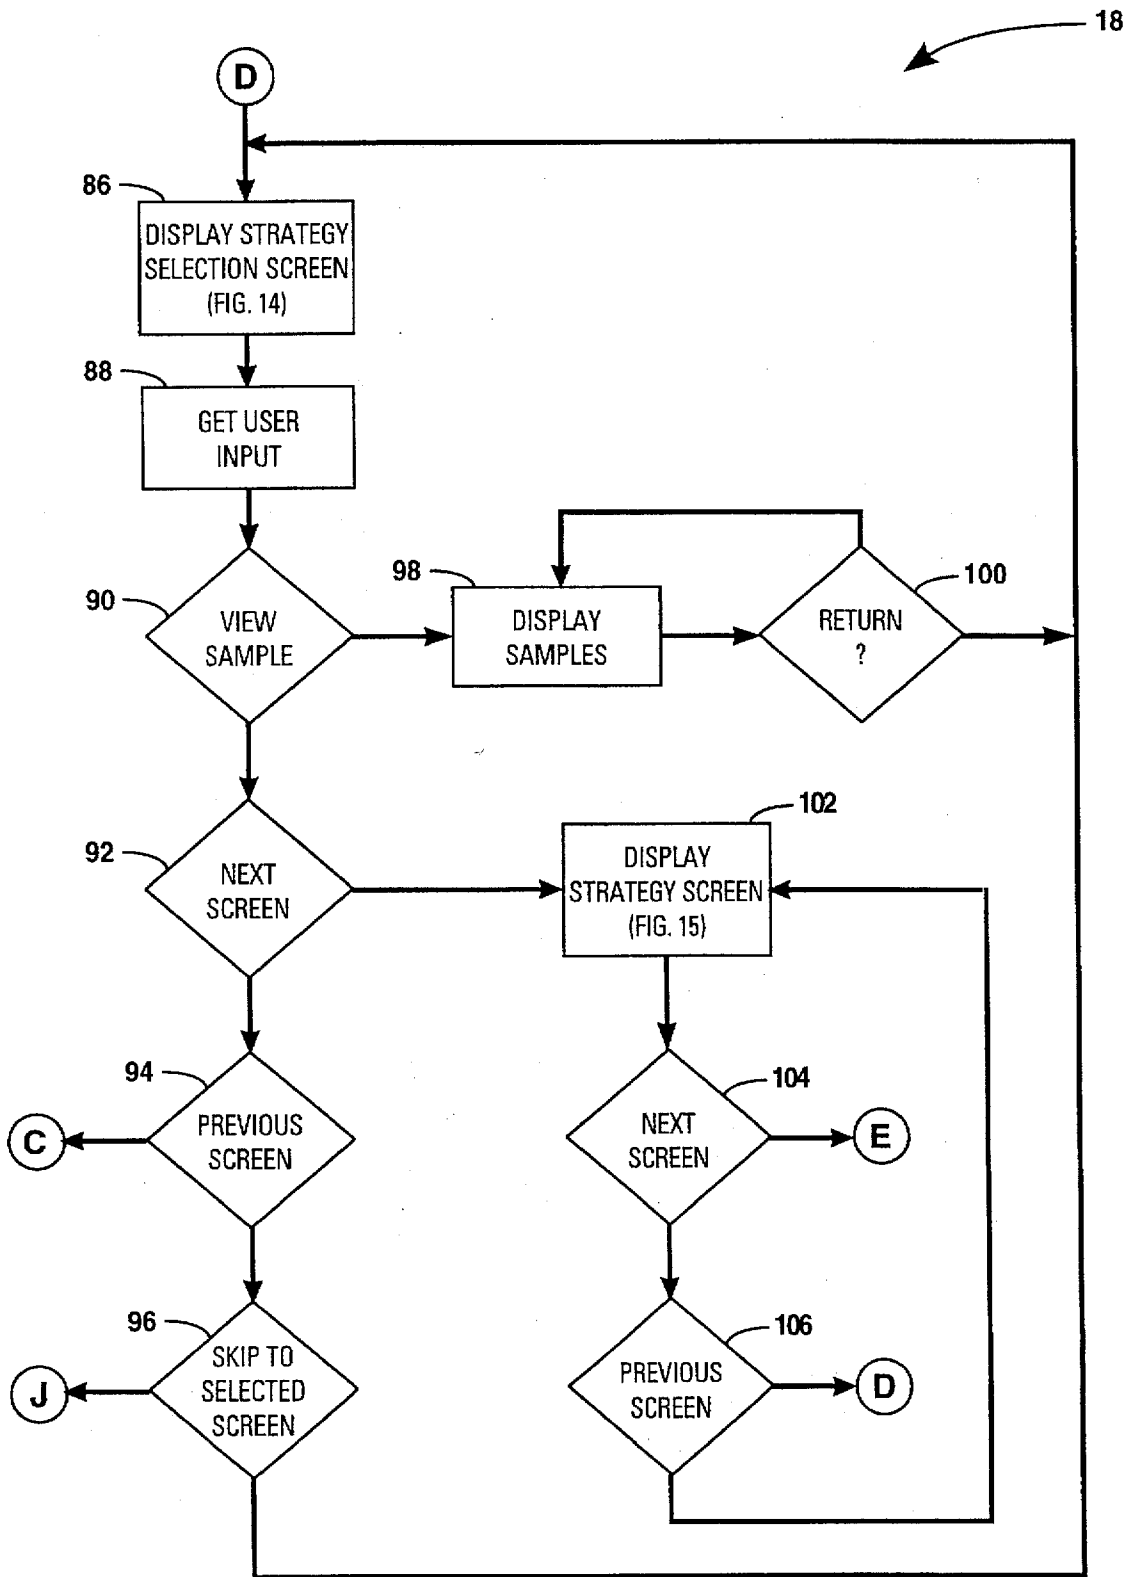 18
D
86
DISPLAY STRATEGY
SELECTION SCREEN
(FIG. 14)
88
GET USER
INPUT
90
VIEW
SAMPLE
98
DISPLAY
SAMPLES
100
RETURN
?
92
NEXT
SCREEN
102
DISPLAY
STRATEGY SCREEN
(FIG. 15)
94
PREVIOUS
SCREEN
C
104
NEXT
SCREEN
E
96
SKIP TO
SELECTED
SCREEN
J
106
PREVIOUS
SCREEN
D